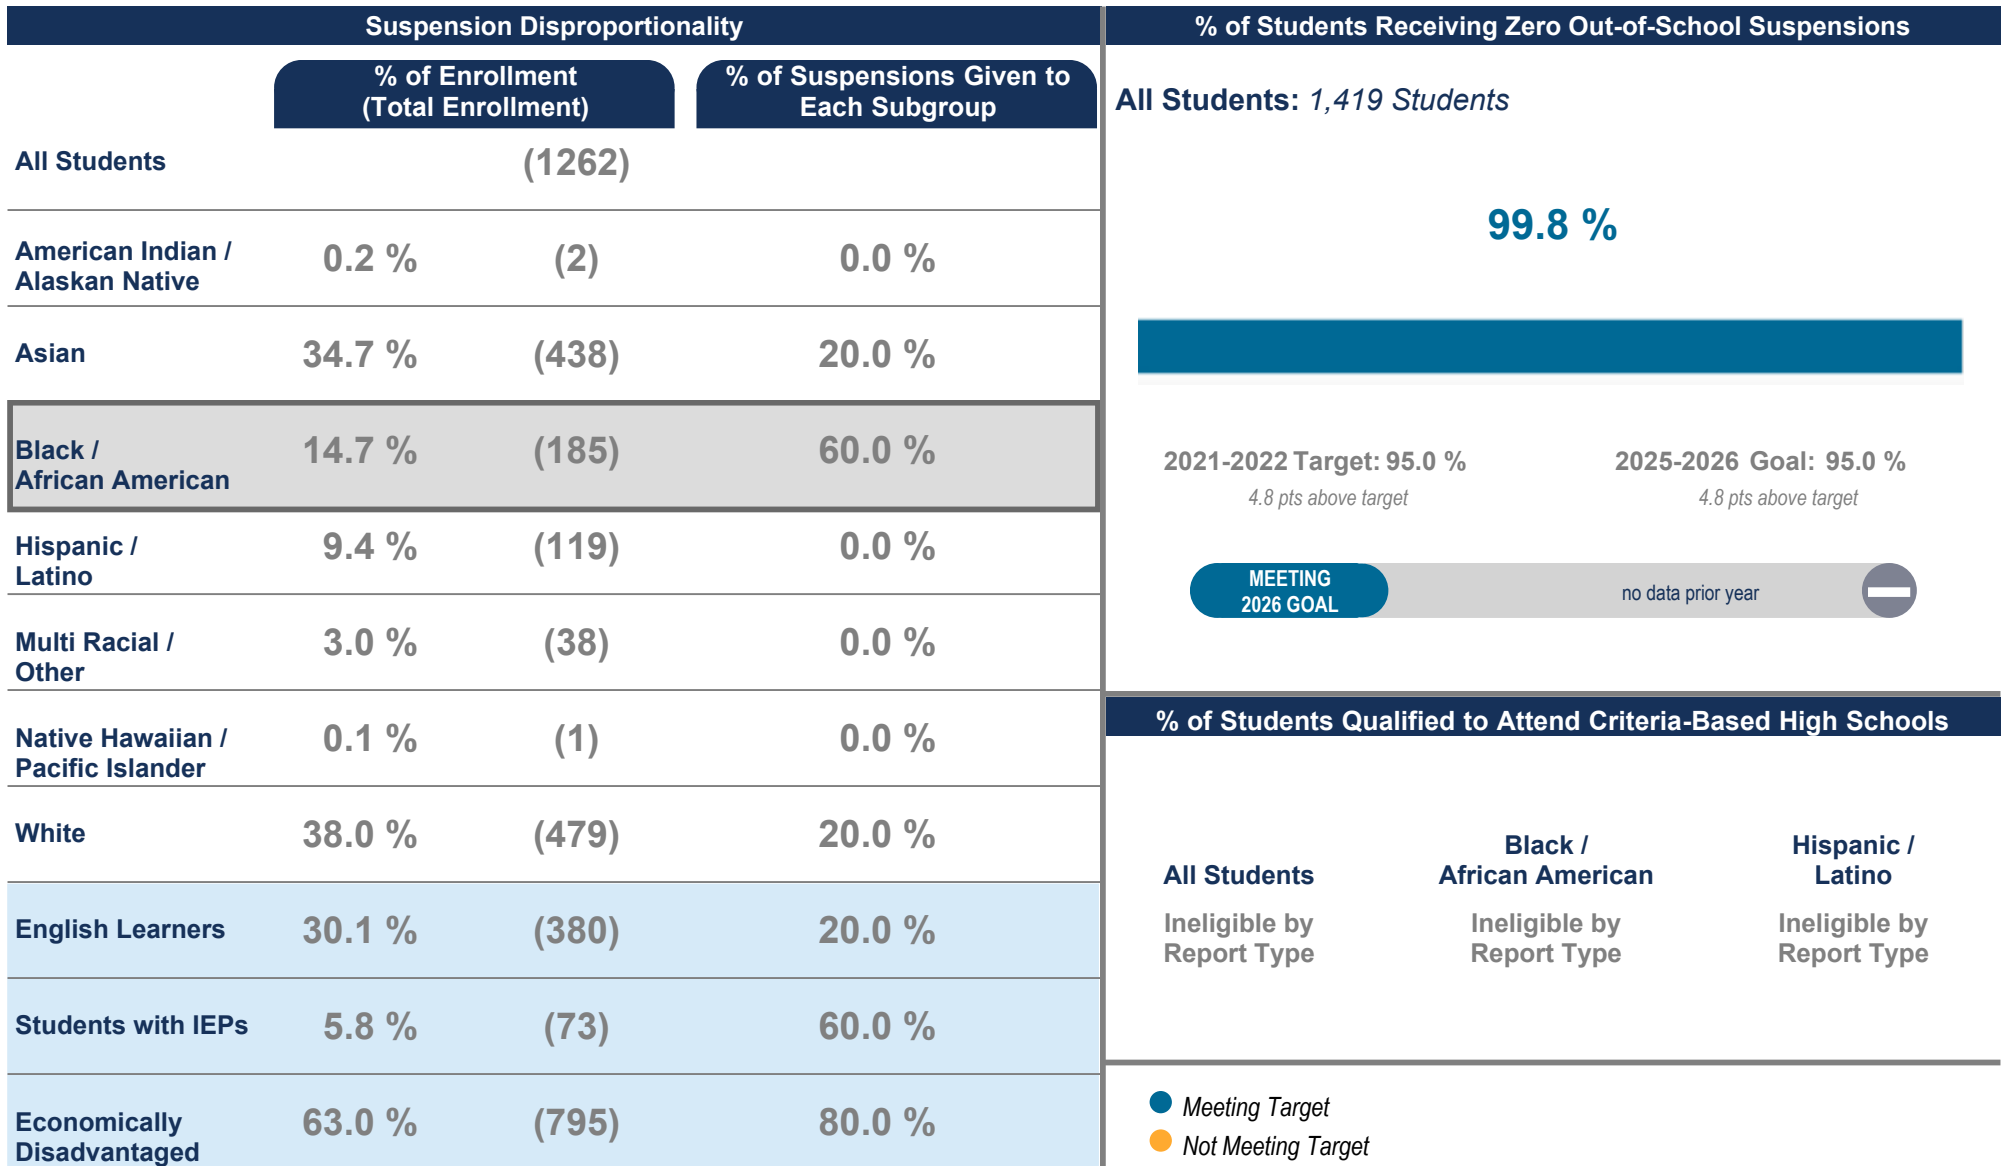 Suspension Disproportionality
% of Enrollment
(Total Enrollment)
% of Suspensions Given to
Each Subgroup
All Students (1262)
American Indian /
Alaskan Native
0.2 % (2) 0.0 %
Asian 34.7 % (438) 20.0 %
Black /
African American
14.7 % (185) 60.0 %
Hispanic /
Latino
9.4 % (119) 0.0 %
Multi Racial /
Other
3.0 % (38) 0.0 %
Native Hawaiian /
Pacific Islander
0.1 % (1) 0.0 %
White 38.0 % (479) 20.0 %
English Learners 30.1 % (380) 20.0 %
Students with IEPs 5.8 % (73) 60.0 %
Economically
Disadvantaged
63.0 % (795) 80.0 %
% of Students Receiving Zero Out-of-School Suspensions
All Students: 1,419 Students
99.8 %
2021-2022 Target: 95.0 %
4.8 pts above target
2025-2026 Goal: 95.0 %
4.8 pts above target
MEETING
2026 GOAL
no data prior year
% of Students Qualified to Attend Criteria-Based High Schools
All Students
Ineligible by
Report Type
Black /
African American
Ineligible by
Report Type
Hispanic /
Latino
Ineligible by
Report Type
Meeting Target
Not Meeting Target